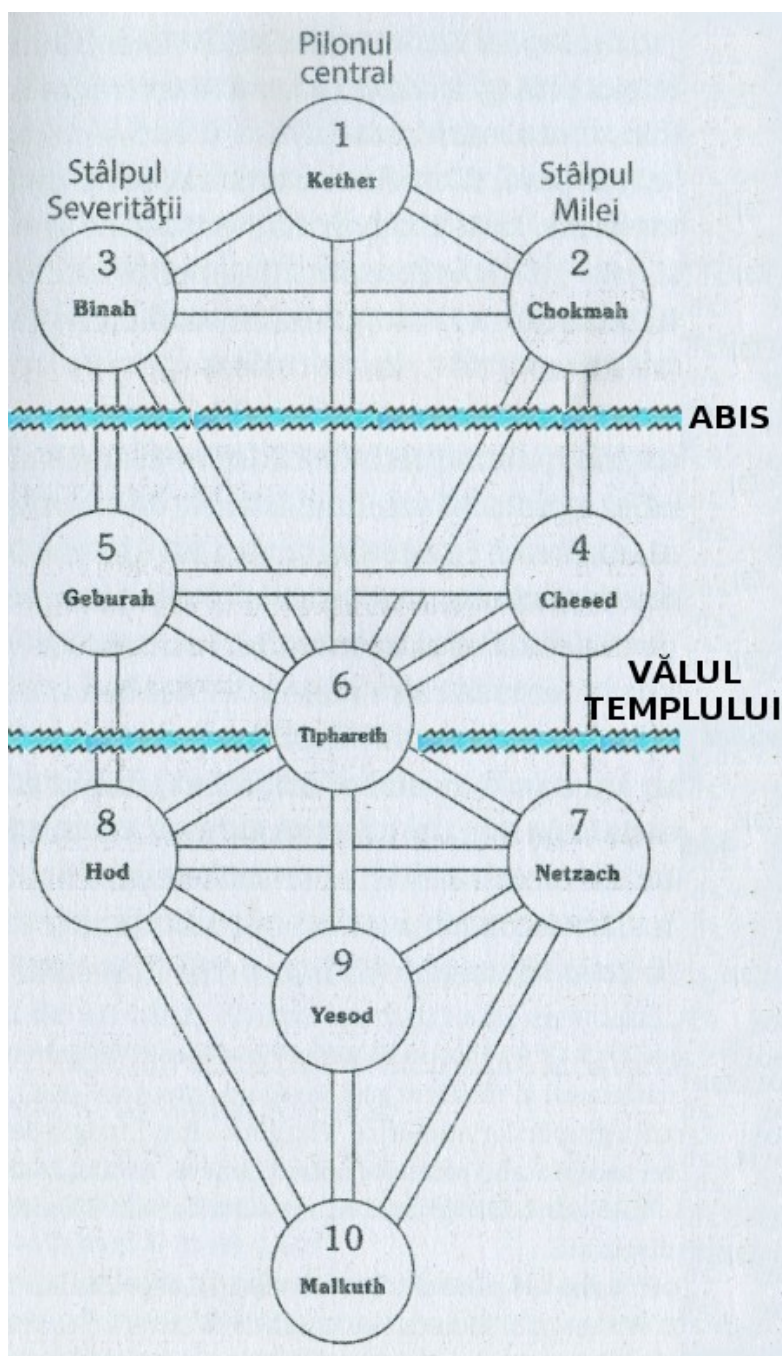 Pilonul
central
1
Kether
Stâlpul
Severităţii
Stâlpul
Milei
3
Binah
2
Chokmah
ABIS
5
Geburah
4
Chesed
6
Tiphareth
VĂLUL
TEMPLULUI
8
Hod
7
Netzach
9
Yesod
10
Malkuth